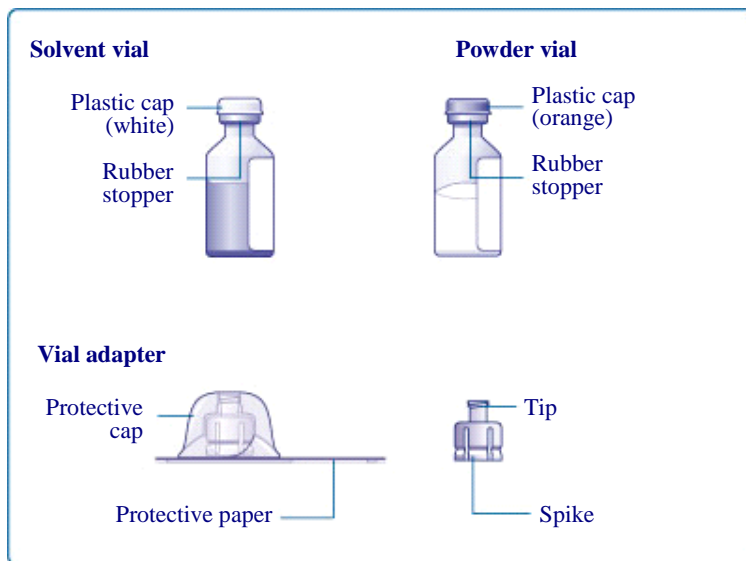 Solvent vial
Plastic cap
(white)
Rubber
stopper
Powder vial
Plastic cap
(orange)
Rubber
stopper
Vial adapter
Protective
cap
Protective paper
Tip
Spike